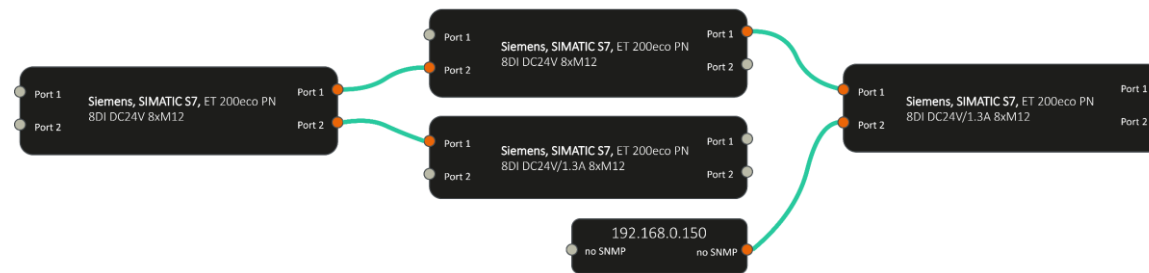 Port 1
Port 2
Siemens, SIMATIC S7, ET 200eco PN
8DI DC24V 8xM12
Port 1
Port 2
Port 1
Port 2
Siemens, SIMATIC S7, ET 200eco PN
8DI DC24V 8xM12
Port 1
Port 2
Port 1
Port 2
Siemens, SIMATIC S7, ET 200eco PN
8DI DC24V/1.3A 8xM12
Port 1
Port 2
192.168.0.150
no SNMP
no SNMP
Port 1
Port 2
Siemens, SIMATIC S7, ET 200eco PN
8DI DC24V/1.3A 8xM12
Port 1
Port 2